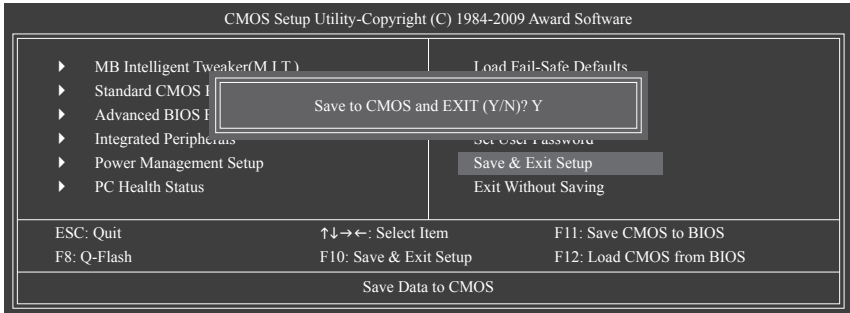 CMOS Setup Utility-Copyright (C) 1984-2009 Award Software
MB Intelligent Tweaker(M.I.T.)
Standard CMOS
Advanced BIOS
Integrated Peripherals
Power Management Setup
PC Health Status
Load Fail-Safe Defaults
Set User Password
Save & Exit Setup
Exit Without Saving
Save to CMOS and EXIT (Y/N)? Y
ESC: Quit ↑↓→←: Select Item F11: Save CMOS to BIOS
F8: Q-Flash F10: Save & Exit Setup F12: Load CMOS from BIOS
Save Data to CMOS